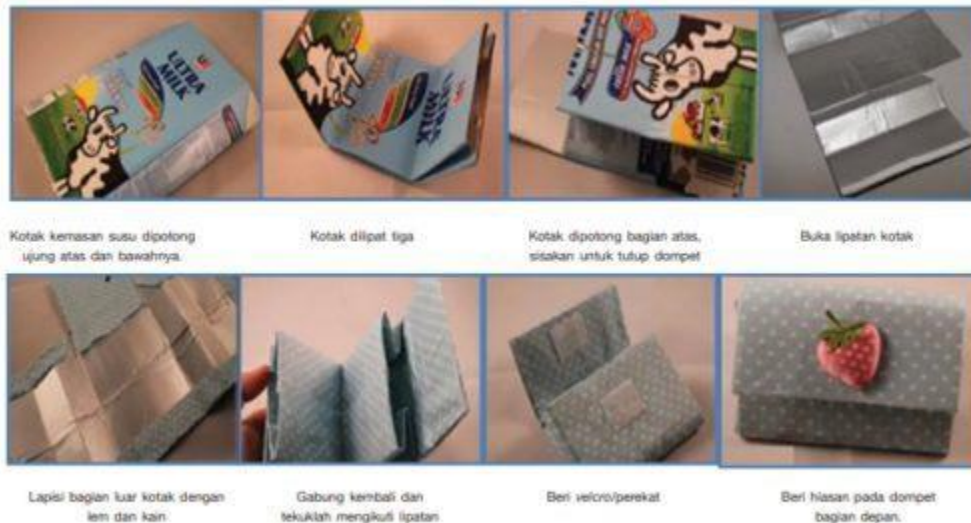 ULTRA
MILK
ULTRA
MILK
Kotak kemasan susu dipotong
ujung atas dan bawahnya.
Kotak dilipat tiga
Kotak dipotong bagian atas,
sisakan untuk tutup dompet
Buka lipatan kotak
Lapisi bagian luar kotak dengan
lem dan kain
Gabung kembali dan
tekuklah mengikuti lipatan
Beri velcro/perekat
Beri hiasan pada dompet
bagian depan.